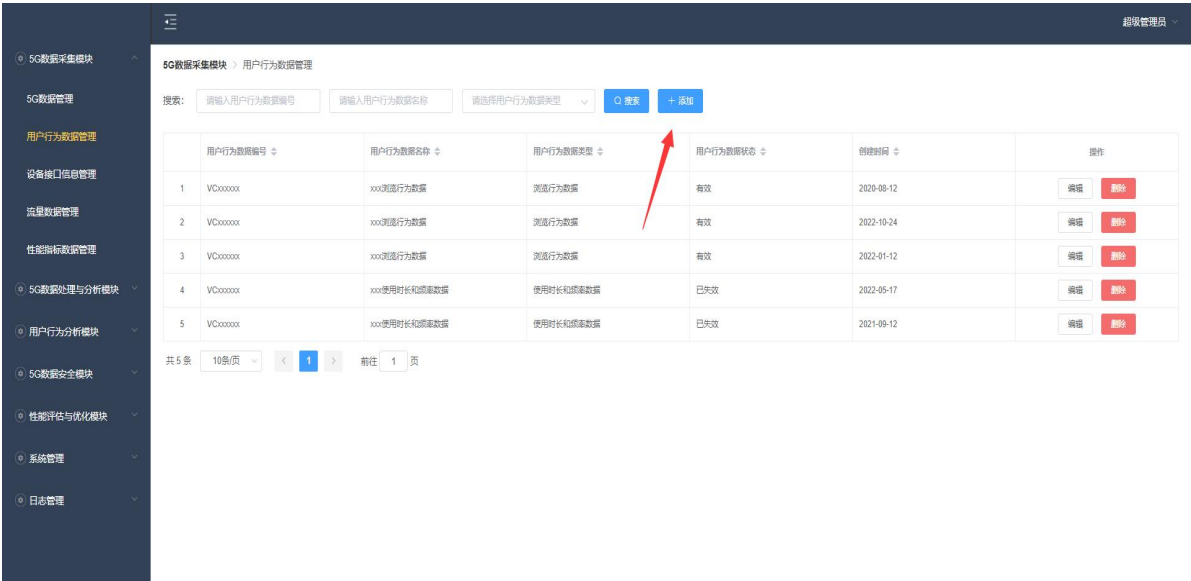 超级管理员
5G数据采集模块
5G数据管理
用户行为数据管理
设备接口信息管理
流量数据管理
性能指标数据管理
5G数据处理与分析模块
用户行为分析模块
5G数据安全模块
性能评估与优化模块
系统管理
日志管理
5G数据采集模块 > 用户行为数据管理
搜索: 请输入用户行为数据编号 请输入用户行为数据名称 请选择用户行为数据类型 搜索 + 添加
用户行为数据编号 用户行为数据名称 用户行为数据类型 用户行为数据状态 创建时间 操作
1 VCxxxxxx xxx浏览行为数据 浏览行为数据 有效 2020-08-12 编辑 删除
2 VCxxxxxx xxx浏览行为数据 浏览行为数据 有效 2022-10-24 编辑 删除
3 VCxxxxxx xxx浏览行为数据 浏览行为数据 有效 2022-01-12 编辑 删除
4 VCxxxxxx xxx使用时长和频率数据 使用时长和频率数据 已失效 2022-05-17 编辑 删除
5 VCxxxxxx xxx使用时长和频率数据 使用时长和频率数据 已失效 2021-09-12 编辑 删除
共5条 10条/页 < 1 > 前往 1 页